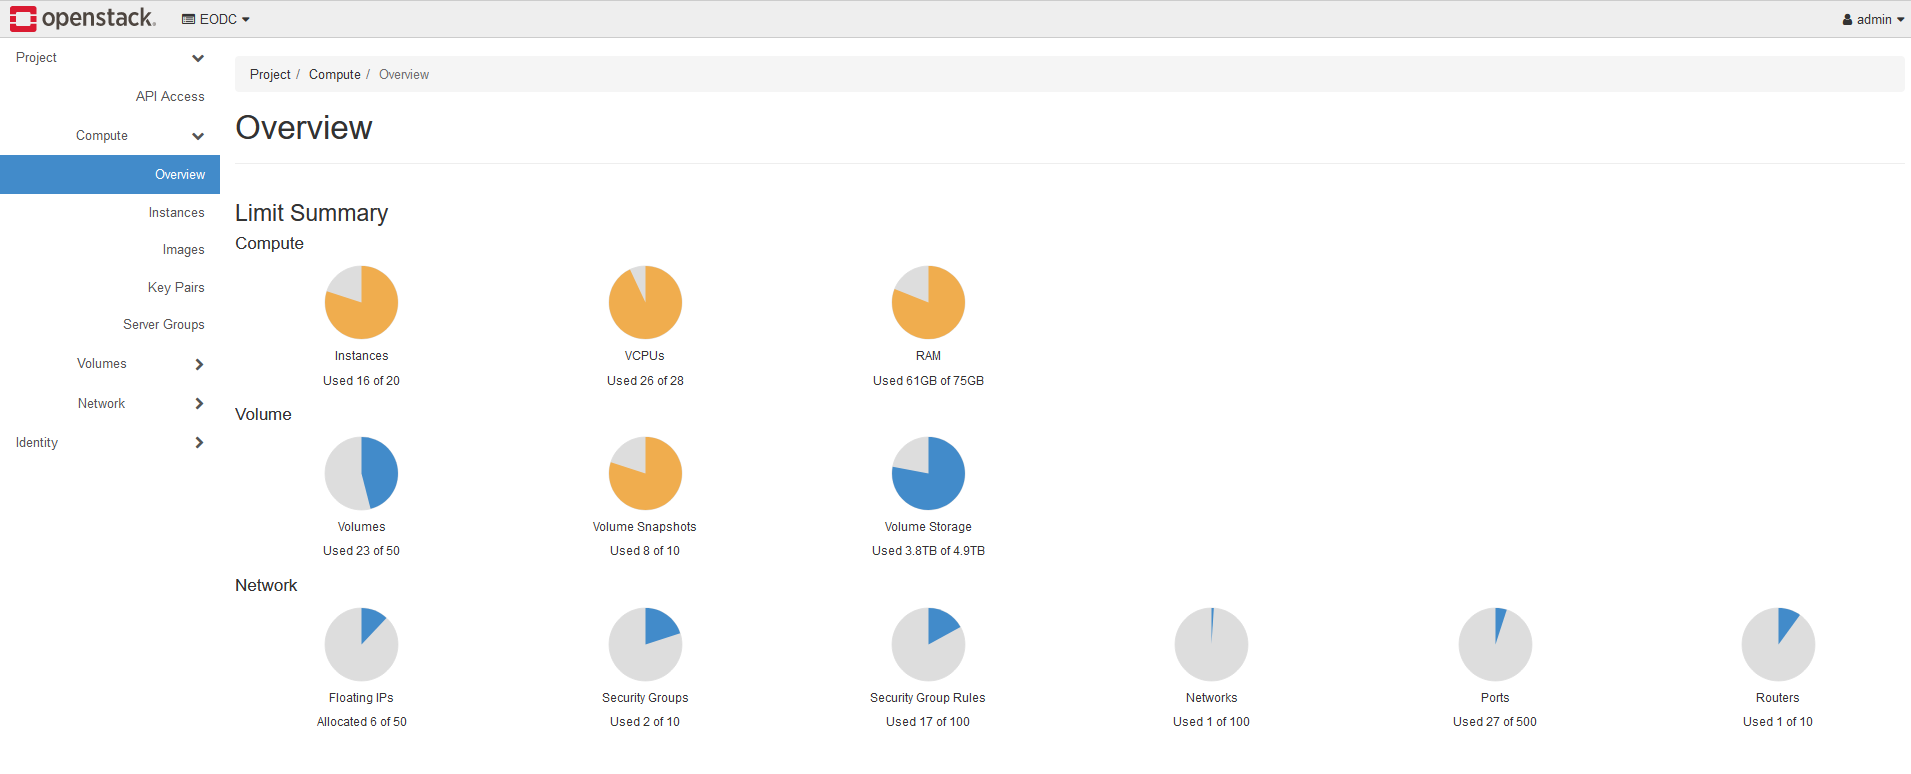 openstack. EODC admin
Project
API Access
Compute
Overview
Instances
Images
Key Pairs
Server Groups
Volumes
Network
Identity
Project / Compute / Overview
Overview
Limit Summary
Compute
Instances
Used 16 of 20
VCPUs
Used 26 of 28
RAM
Used 61GB of 75GB
Volume
Volumes
Used 23 of 50
Volume Snapshots
Used 8 of 10
Volume Storage
Used 3.8TB of 4.9TB
Network
Floating IPs
Allocated 6 of 50
Security Groups
Used 2 of 10
Security Group Rules
Used 17 of 100
Networks
Used 1 of 100
Ports
Used 27 of 500
Routers
Used 1 of 10